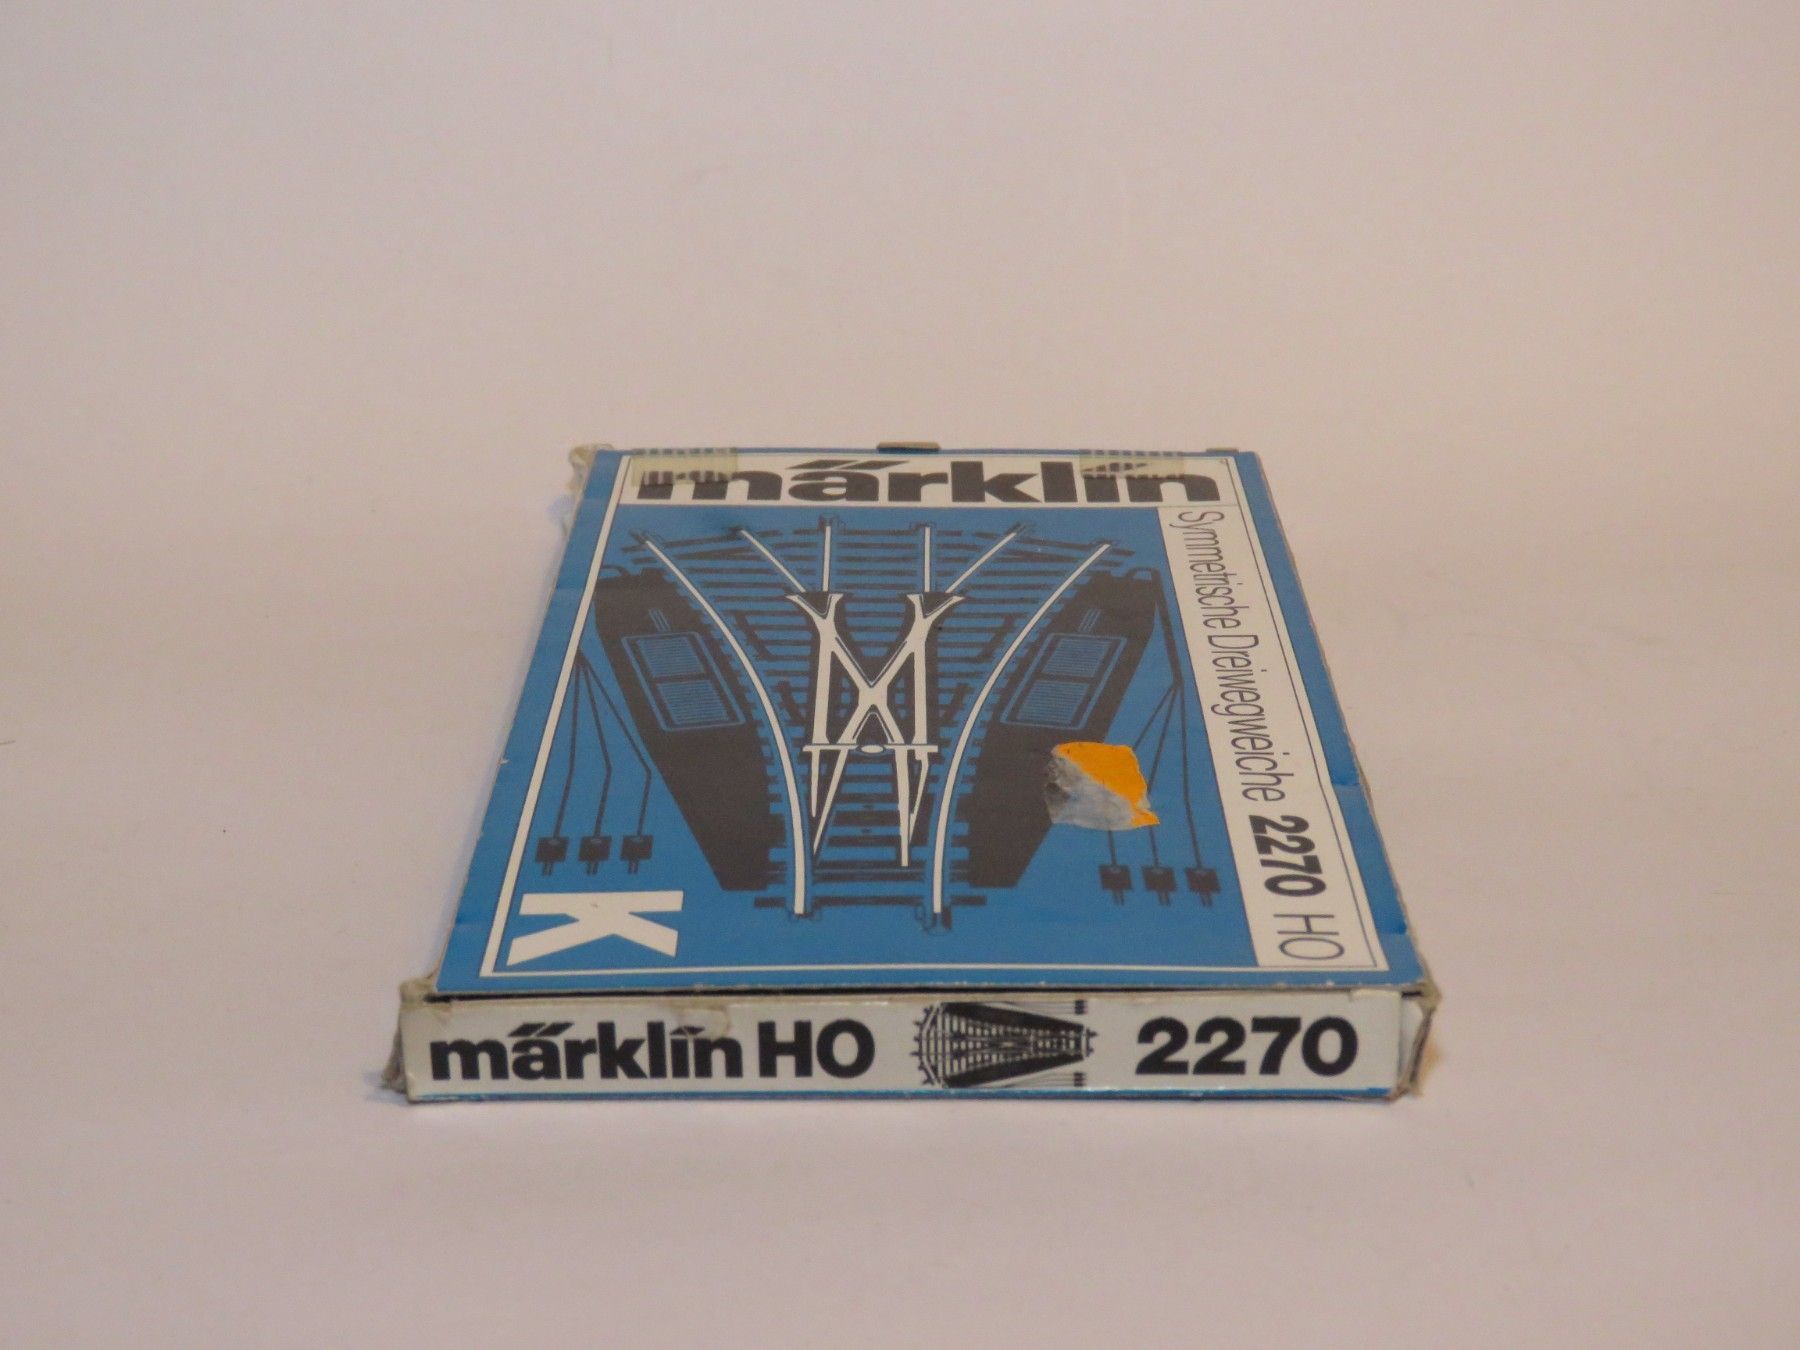 märklin
Symmetrische Dreiwegweiche 2270 HO
K
märklin HO 2270